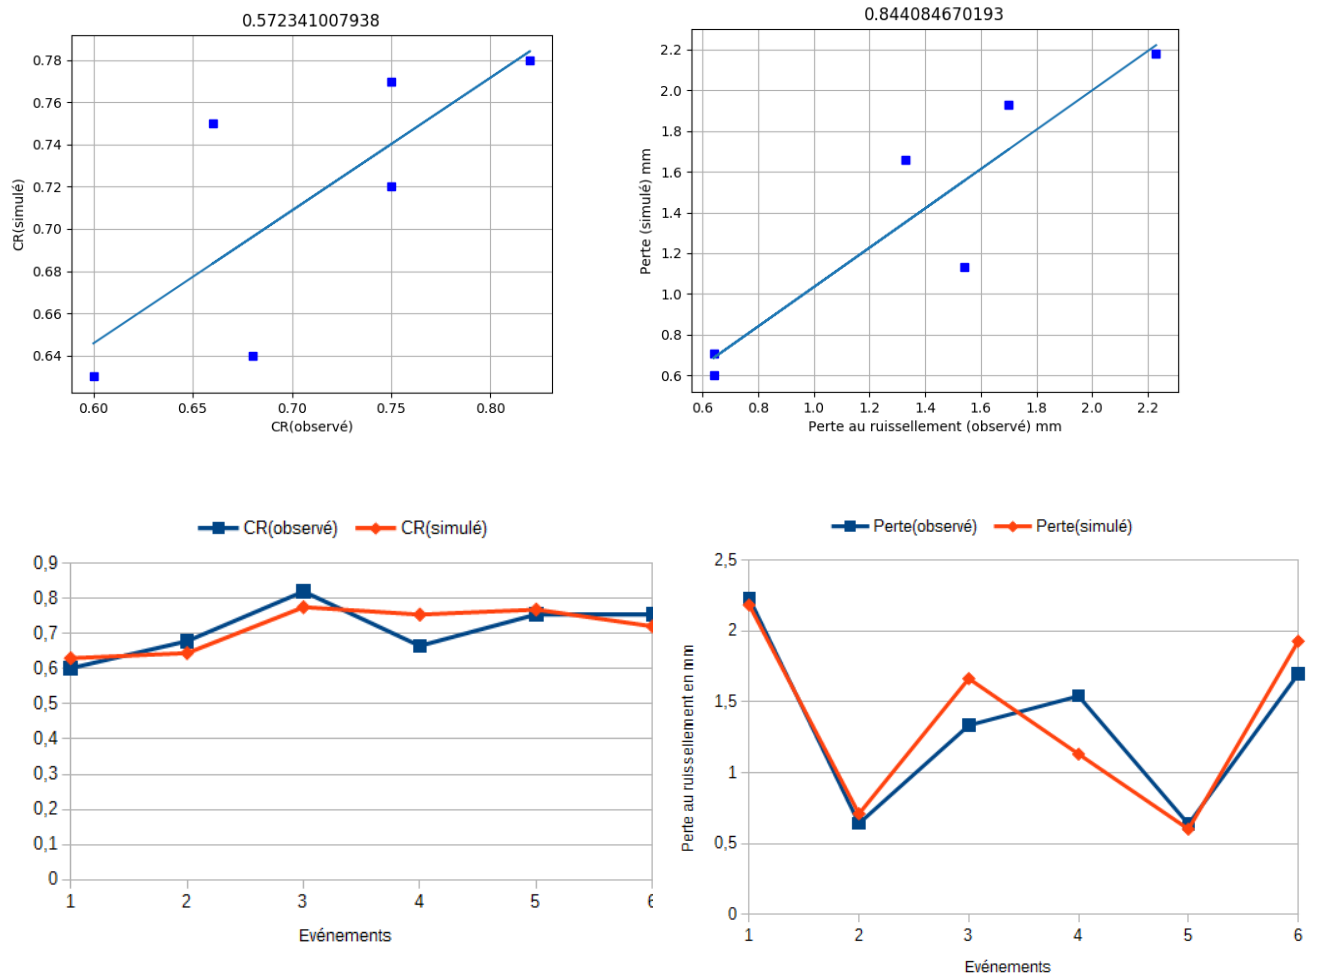 0.572341007938
0.78
0.76
0.74
0.72
0.70
0.68
0.66
0.64
CR(simulé)
0.60 0.65 0.70 0.75 0.80
CR(observé)
0.844084670193
2.2
2.0
1.8
1.6
1.4
1.2
1.0
0.8
0.6
Perte (simulé) mm
0.6 0.8 1.0 1.2 1.4 1.6 1.8 2.0 2.2
Perte au ruissellement (observé) mm
CR(observé) CR(simulé)
0,9
0,8
0,7
0,6
0,5
0,4
0,3
0,2
0,1
0
1 2 3 4 5 6
Evénements
Perte(observé) Perte(simulé)
2,5
2
1,5
1
0,5
0
Perte au ruissellement en mm
1 2 3 4 5 6
Evénements